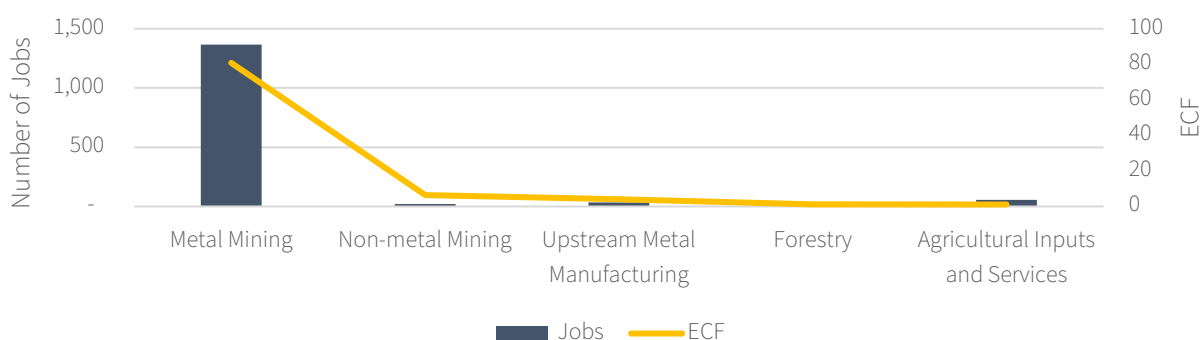 1,500
1,000
500
-
Number of Jobs
100
80
60
40
20
0
ECF
Metal Mining
Non-metal Mining
Upstream Metal
Manufacturing
Forestry
Agricultural Inputs
and Services
Jobs
ECF